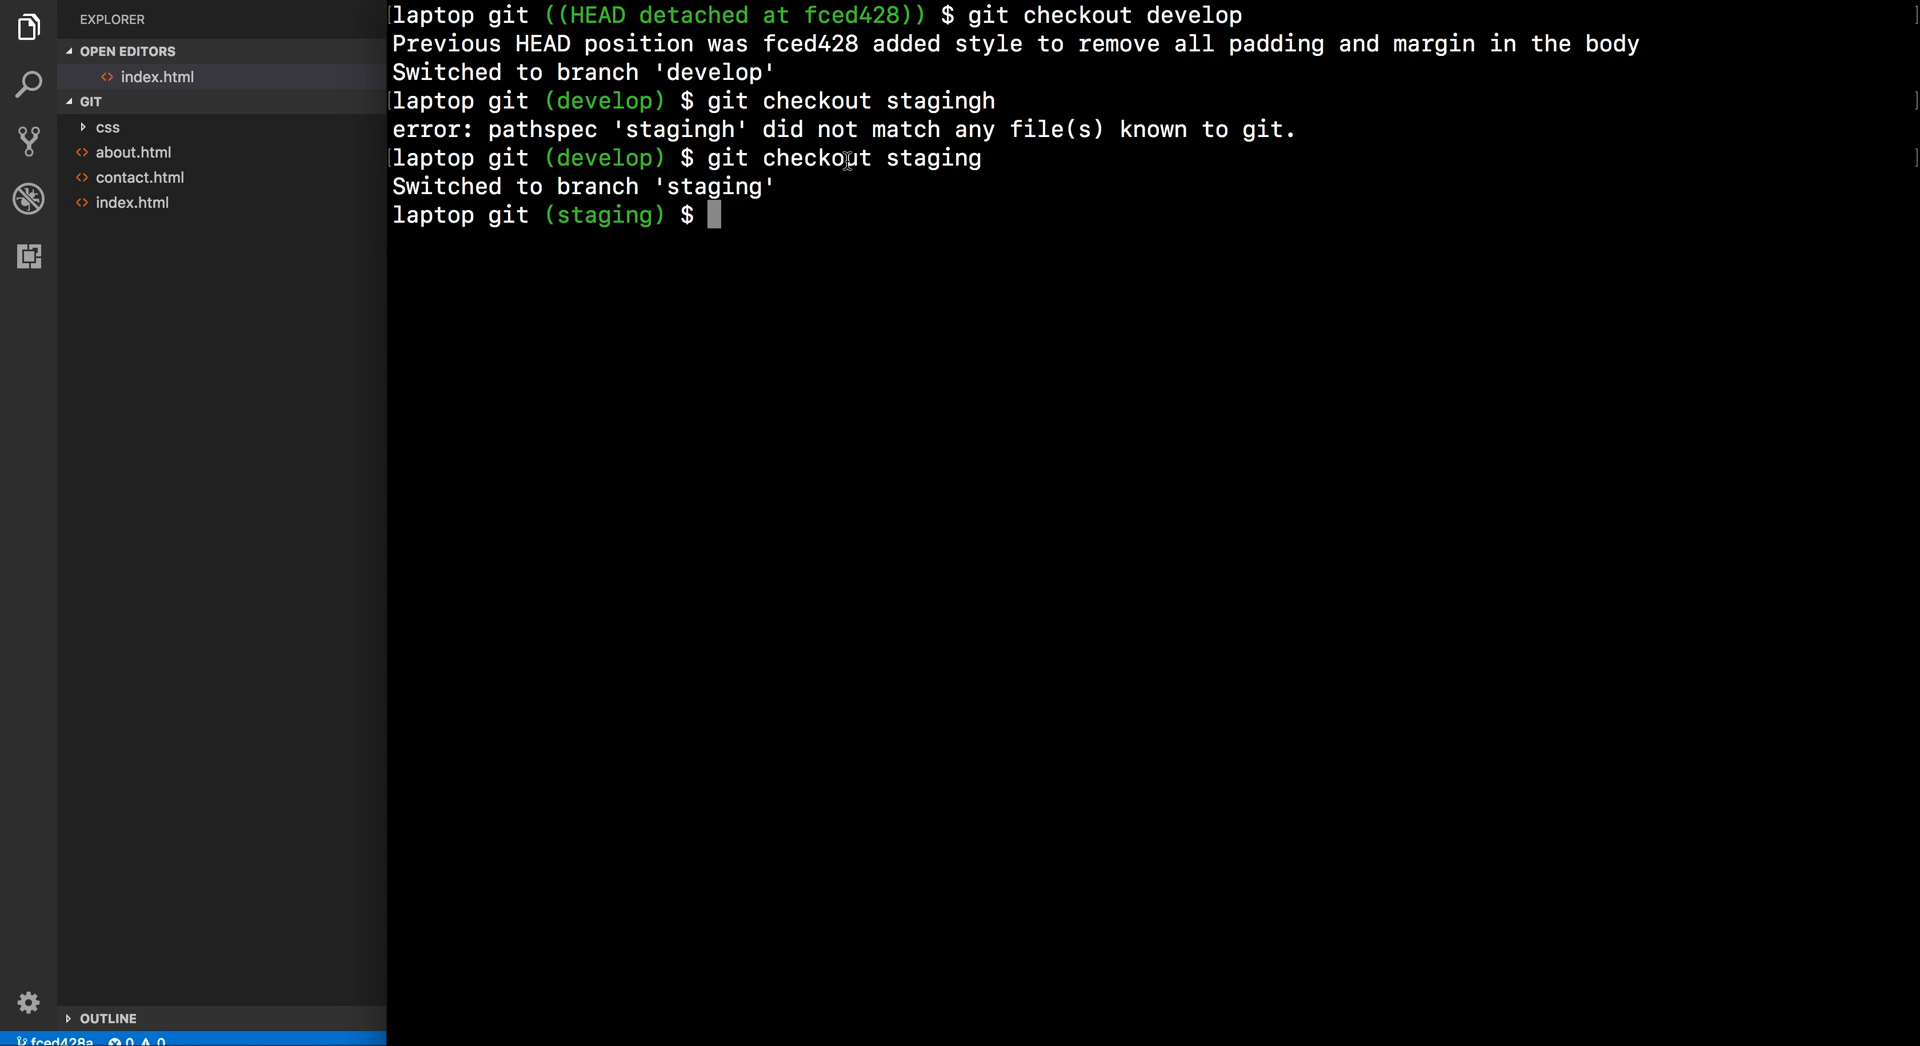 EXPLORER
OPEN EDITORS
index.html
GIT
css
about.html
contact.html
index.html
OUTLINE
fced428a 0 0
laptop git ((HEAD detached at fced428)) $ git checkout develop
Previous HEAD position was fced428 added style to remove all padding and margin in the body
Switched to branch 'develop'
laptop git (develop) $ git checkout stagingh
error: pathspec 'stagingh' did not match any file(s) known to git.
laptop git (develop) $ git checkout staging
Switched to branch 'staging'
laptop git (staging) $